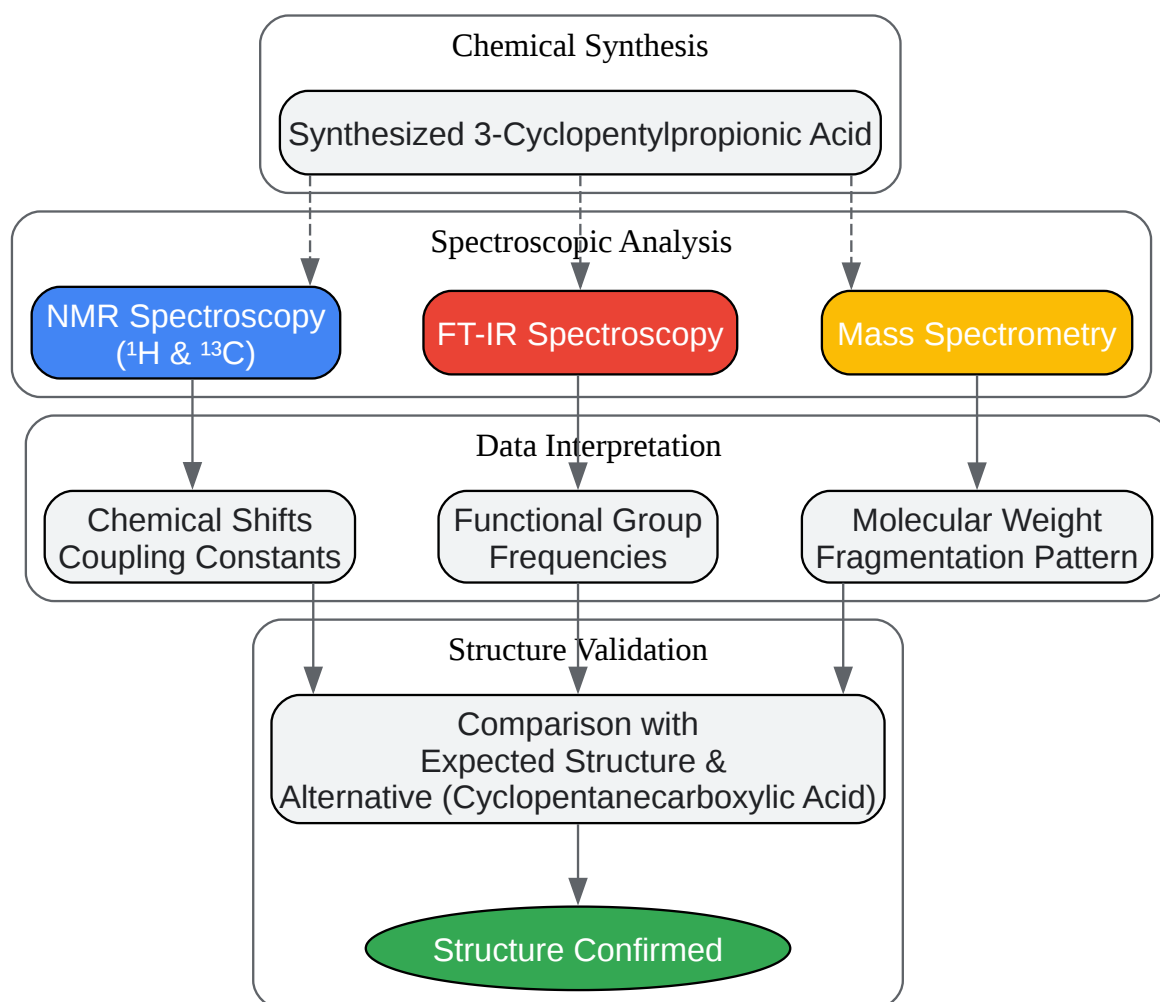 Chemical Synthesis
Synthesized 3-Cyclopentylpropionic Acid
Spectroscopic Analysis
NMR Spectroscopy
(¹H & ¹³C)
FT-IR Spectroscopy
Mass Spectrometry
Data Interpretation
Chemical Shifts
Coupling Constants
Functional Group
Frequencies
Molecular Weight
Fragmentation Pattern
Structure Validation
Comparison with
Expected Structure &
Alternative (Cyclopentanecarboxylic Acid)
Structure Confirmed